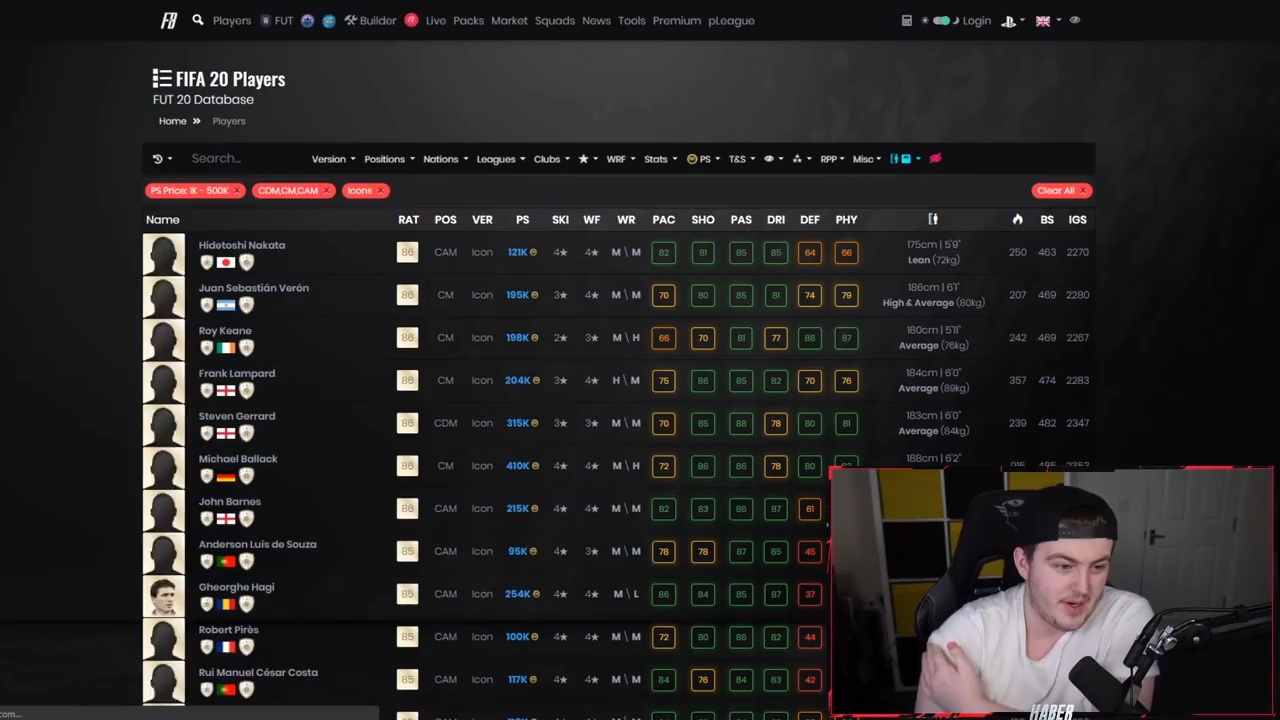 F8 Players FUT Builder Live Packs Market Squads News Tools Premium pLeague Login
FIFA 20 Players
FUT 20 Database
Home Players
Search... Version Positions Nations Leagues Clubs WRF Stats PS T&S RPP Misc
PS Price: 1K - 500K CDM,CM,CAM Icons Clear All
Name RAT POS VER PS SKI WF WR PAC SHO PAS DRI DEF PHY BS IGS
Hidetoshi Nakata 86 CAM Icon 121K 4★ 4★ M \ M 82 81 85 85 64 66 175cm | 5'9" Lean (72kg) 250 463 2270
Juan Sebastián Verón 86 CM Icon 195K 3★ 4★ M \ M 70 80 85 81 74 79 186cm | 6'1" High & Average (80kg) 207 469 2280
Roy Keane 86 CM Icon 198K 2★ 3★ M \ H 66 70 81 77 88 87 180cm | 5'11" Average (76kg) 242 469 2267
Frank Lampard 86 CM Icon 204K 3★ 4★ H \ M 75 86 85 82 70 76 184cm | 6'0" Average (89kg) 357 474 2283
Steven Gerrard 86 CDM Icon 315K 3★ 3★ M \ M 70 85 88 78 80 81 183cm | 6'0" Average (84kg) 239 482 2347
Michael Ballack 86 CM Icon 410K 4★ 4★ M \ H 72 86 86 78 80 188cm | 6'2"
John Barnes 86 CAM Icon 215K 4★ 4★ M \ M 82 83 86 87 61
Anderson Luís de Souza 85 CAM Icon 95K 4★ 3★ M \ M 78 78 87 85 45
Gheorghe Hagi 85 CAM Icon 254K 4★ 4★ M \ L 86 84 85 87 37
Robert Pirès 85 CAM Icon 100K 4★ 4★ M \ M 72 80 86 82 44
Rui Manuel César Costa 85 CAM Icon 117K 4★ 4★ M \ M 84 76 84 83 42
com...
HABER